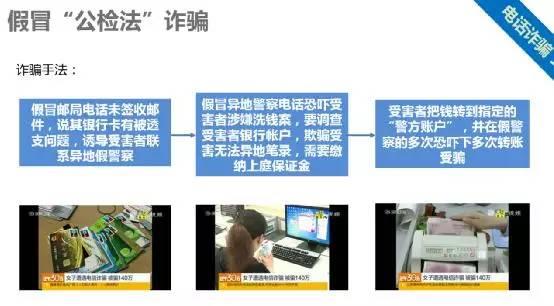 假冒“公检法”诈骗
电话诈骗
诈骗手法：
假冒邮局电话未签收邮
件，说其银行卡有被透
支问题，诱导受害者联
系异地假警察
假冒异地警察电话恐吓受
害者涉嫌洗钱案，要调查
受害者银行帐户，欺骗受
害无法异地笔录，需要缴
纳上庭保证金
受害者把钱转到指定的
“警方账户”，并在假警
察的多次恐吓下多次转账
受骗
女子遭遇电信诈骗 被骗140万
女子遭遇电信诈骗 被骗140万
女子遭遇电信诈骗 被骗140万